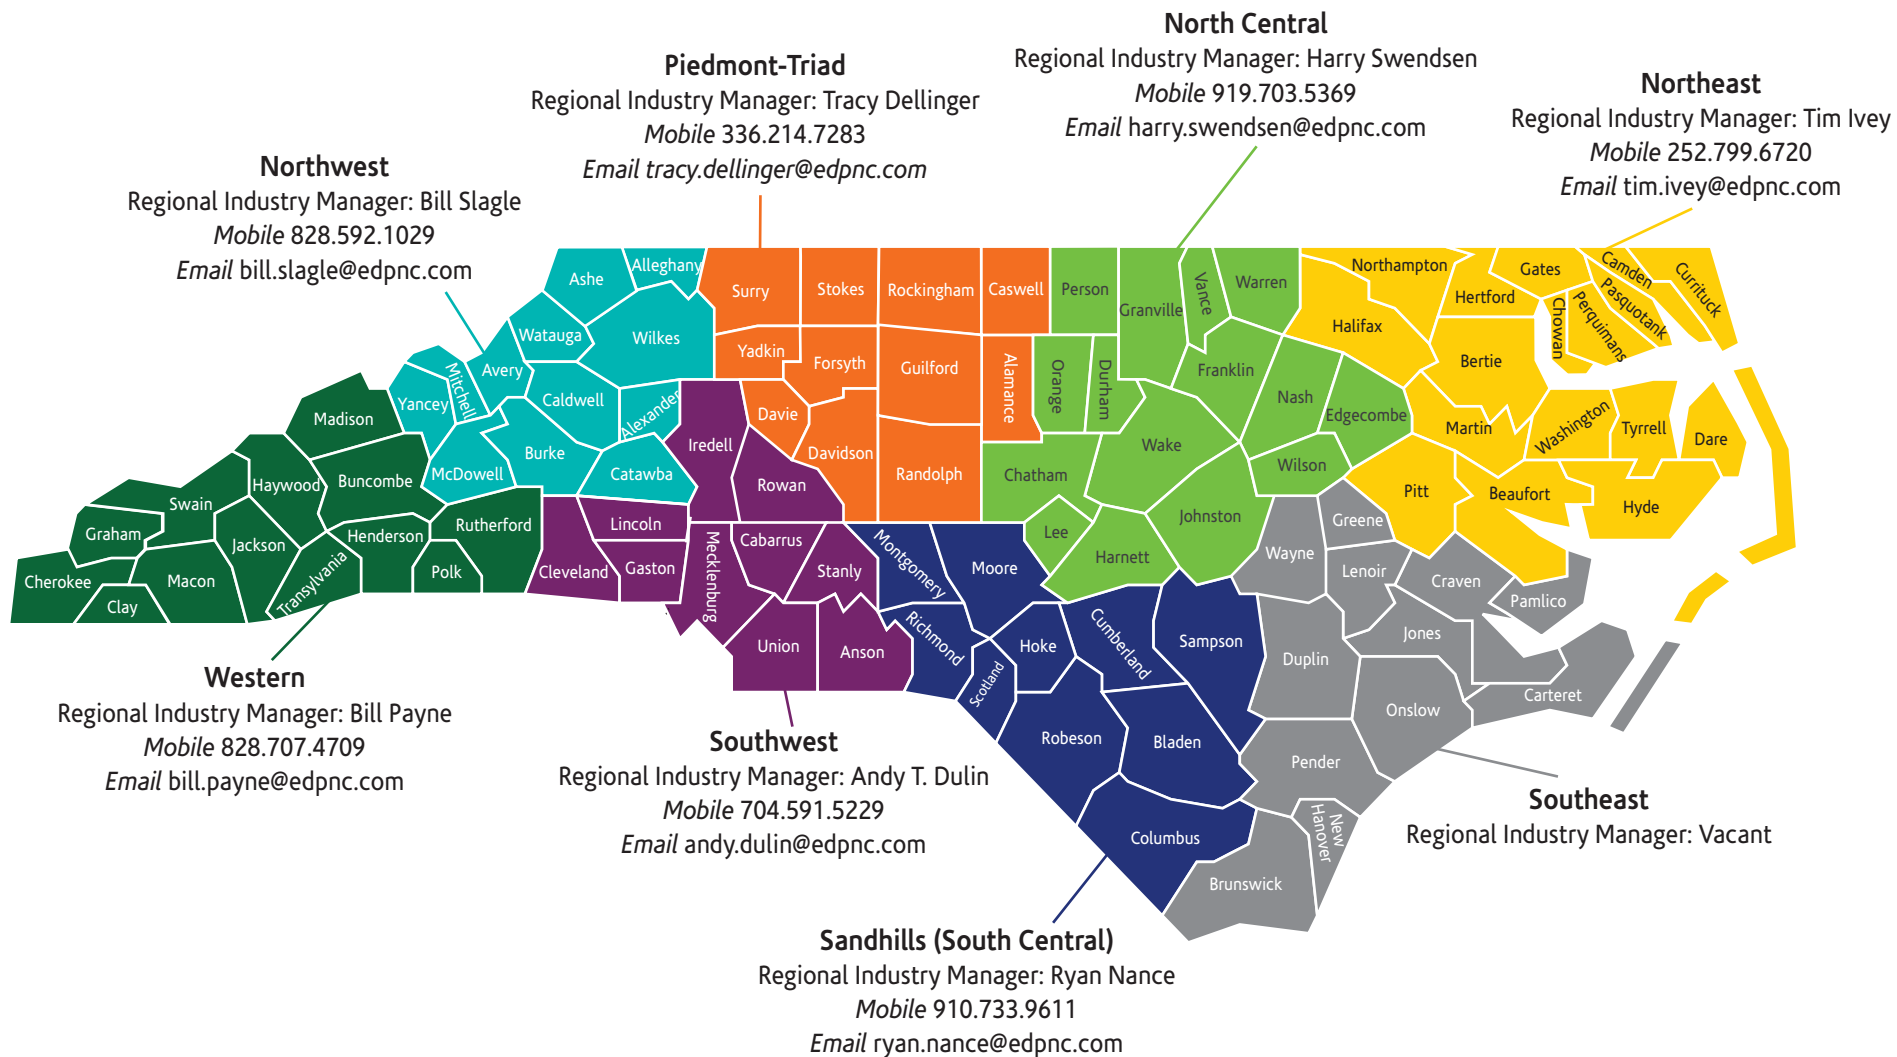 North Central
Regional Industry Manager: Harry Swendsen
Mobile 919.703.5369
Email harry.swendsen@edpnc.com
Piedmont-Triad
Regional Industry Manager: Tracy Dellinger
Mobile 336.214.7283
Email tracy.dellinger@edpnc.com
Northeast
Regional Industry Manager: Tim Ivey
Mobile 252.799.6720
Email tim.ivey@edpnc.com
Northwest
Regional Industry Manager: Bill Slagle
Mobile 828.592.1029
Email bill.slagle@edpnc.com
Ashe
Alleghany
Watauga
Wilkes
Avery
Mitchell
Yancey
Caldwell
Alexander
Burke
McDowell
Catawba
Surry
Stokes
Rockingham
Caswell
Yadkin
Forsyth
Guilford
Alamance
Davie
Davidson
Randolph
Person
Granville
Vance
Warren
Orange
Durham
Franklin
Nash
Edgecombe
Wake
Wilson
Chatham
Lee
Harnett
Johnston
Northampton
Halifax
Hertford
Gates
Camden
Currituck
Pasquotank
Perquimans
Chowan
Bertie
Martin
Washington
Tyrrell
Dare
Pitt
Beaufort
Hyde
Madison
Buncombe
Haywood
Swain
Graham
Cherokee
Clay
Macon
Jackson
Transylvania
Henderson
Polk
Rutherford
Iredell
Rowan
Lincoln
Cleveland
Gaston
Mecklenburg
Cabarrus
Stanly
Union
Anson
Montgomery
Moore
Richmond
Scotland
Hoke
Cumberland
Sampson
Robeson
Bladen
Columbus
Greene
Wayne
Lenoir
Craven
Pamlico
Jones
Duplin
Onslow
Carteret
Pender
New
Hanover
Brunswick
Western
Regional Industry Manager: Bill Payne
Mobile 828.707.4709
Email bill.payne@edpnc.com
Southwest
Regional Industry Manager: Andy T. Dulin
Mobile 704.591.5229
Email andy.dulin@edpnc.com
Southeast
Regional Industry Manager: Vacant
Sandhills (South Central)
Regional Industry Manager: Ryan Nance
Mobile 910.733.9611
Email ryan.nance@edpnc.com